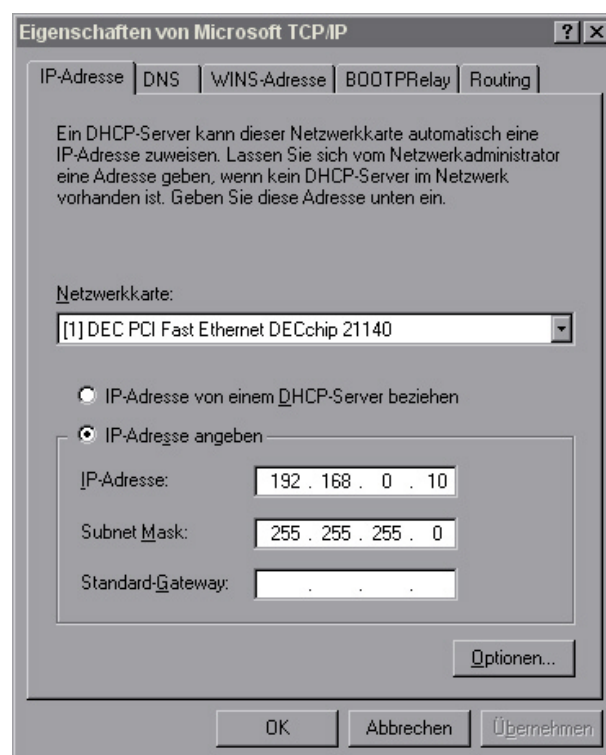 Eigenschaften von Microsoft TCP/IP
IP-Adresse DNS WINS-Adresse BOOTPRelay Routing
Ein DHCP-Server kann dieser Netzwerkkarte automatisch eine
IP-Adresse zuweisen. Lassen Sie sich vom Netzwerkadministrator
eine Adresse geben, wenn kein DHCP-Server im Netzwerk
vorhanden ist. Geben Sie diese Adresse unten ein.
Netzwerkkarte:
[1] DEC PCI Fast Ethernet DECchip 21140
IP-Adresse von einem DHCP-Server beziehen
IP-Adresse angeben
IP-Adresse: 192 . 168 . 0 . 10
Subnet Mask: 255 . 255 . 255 . 0
Standard-Gateway: . . .
Optionen...
OK Abbrechen Übernehmen